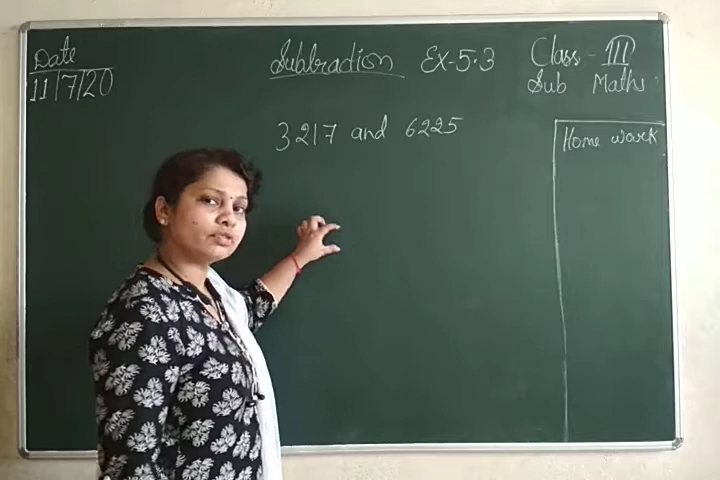 Date
11/7/20
Subtraction Ex-5.3
Class - III
Sub Maths
3217 and 6225
Home work